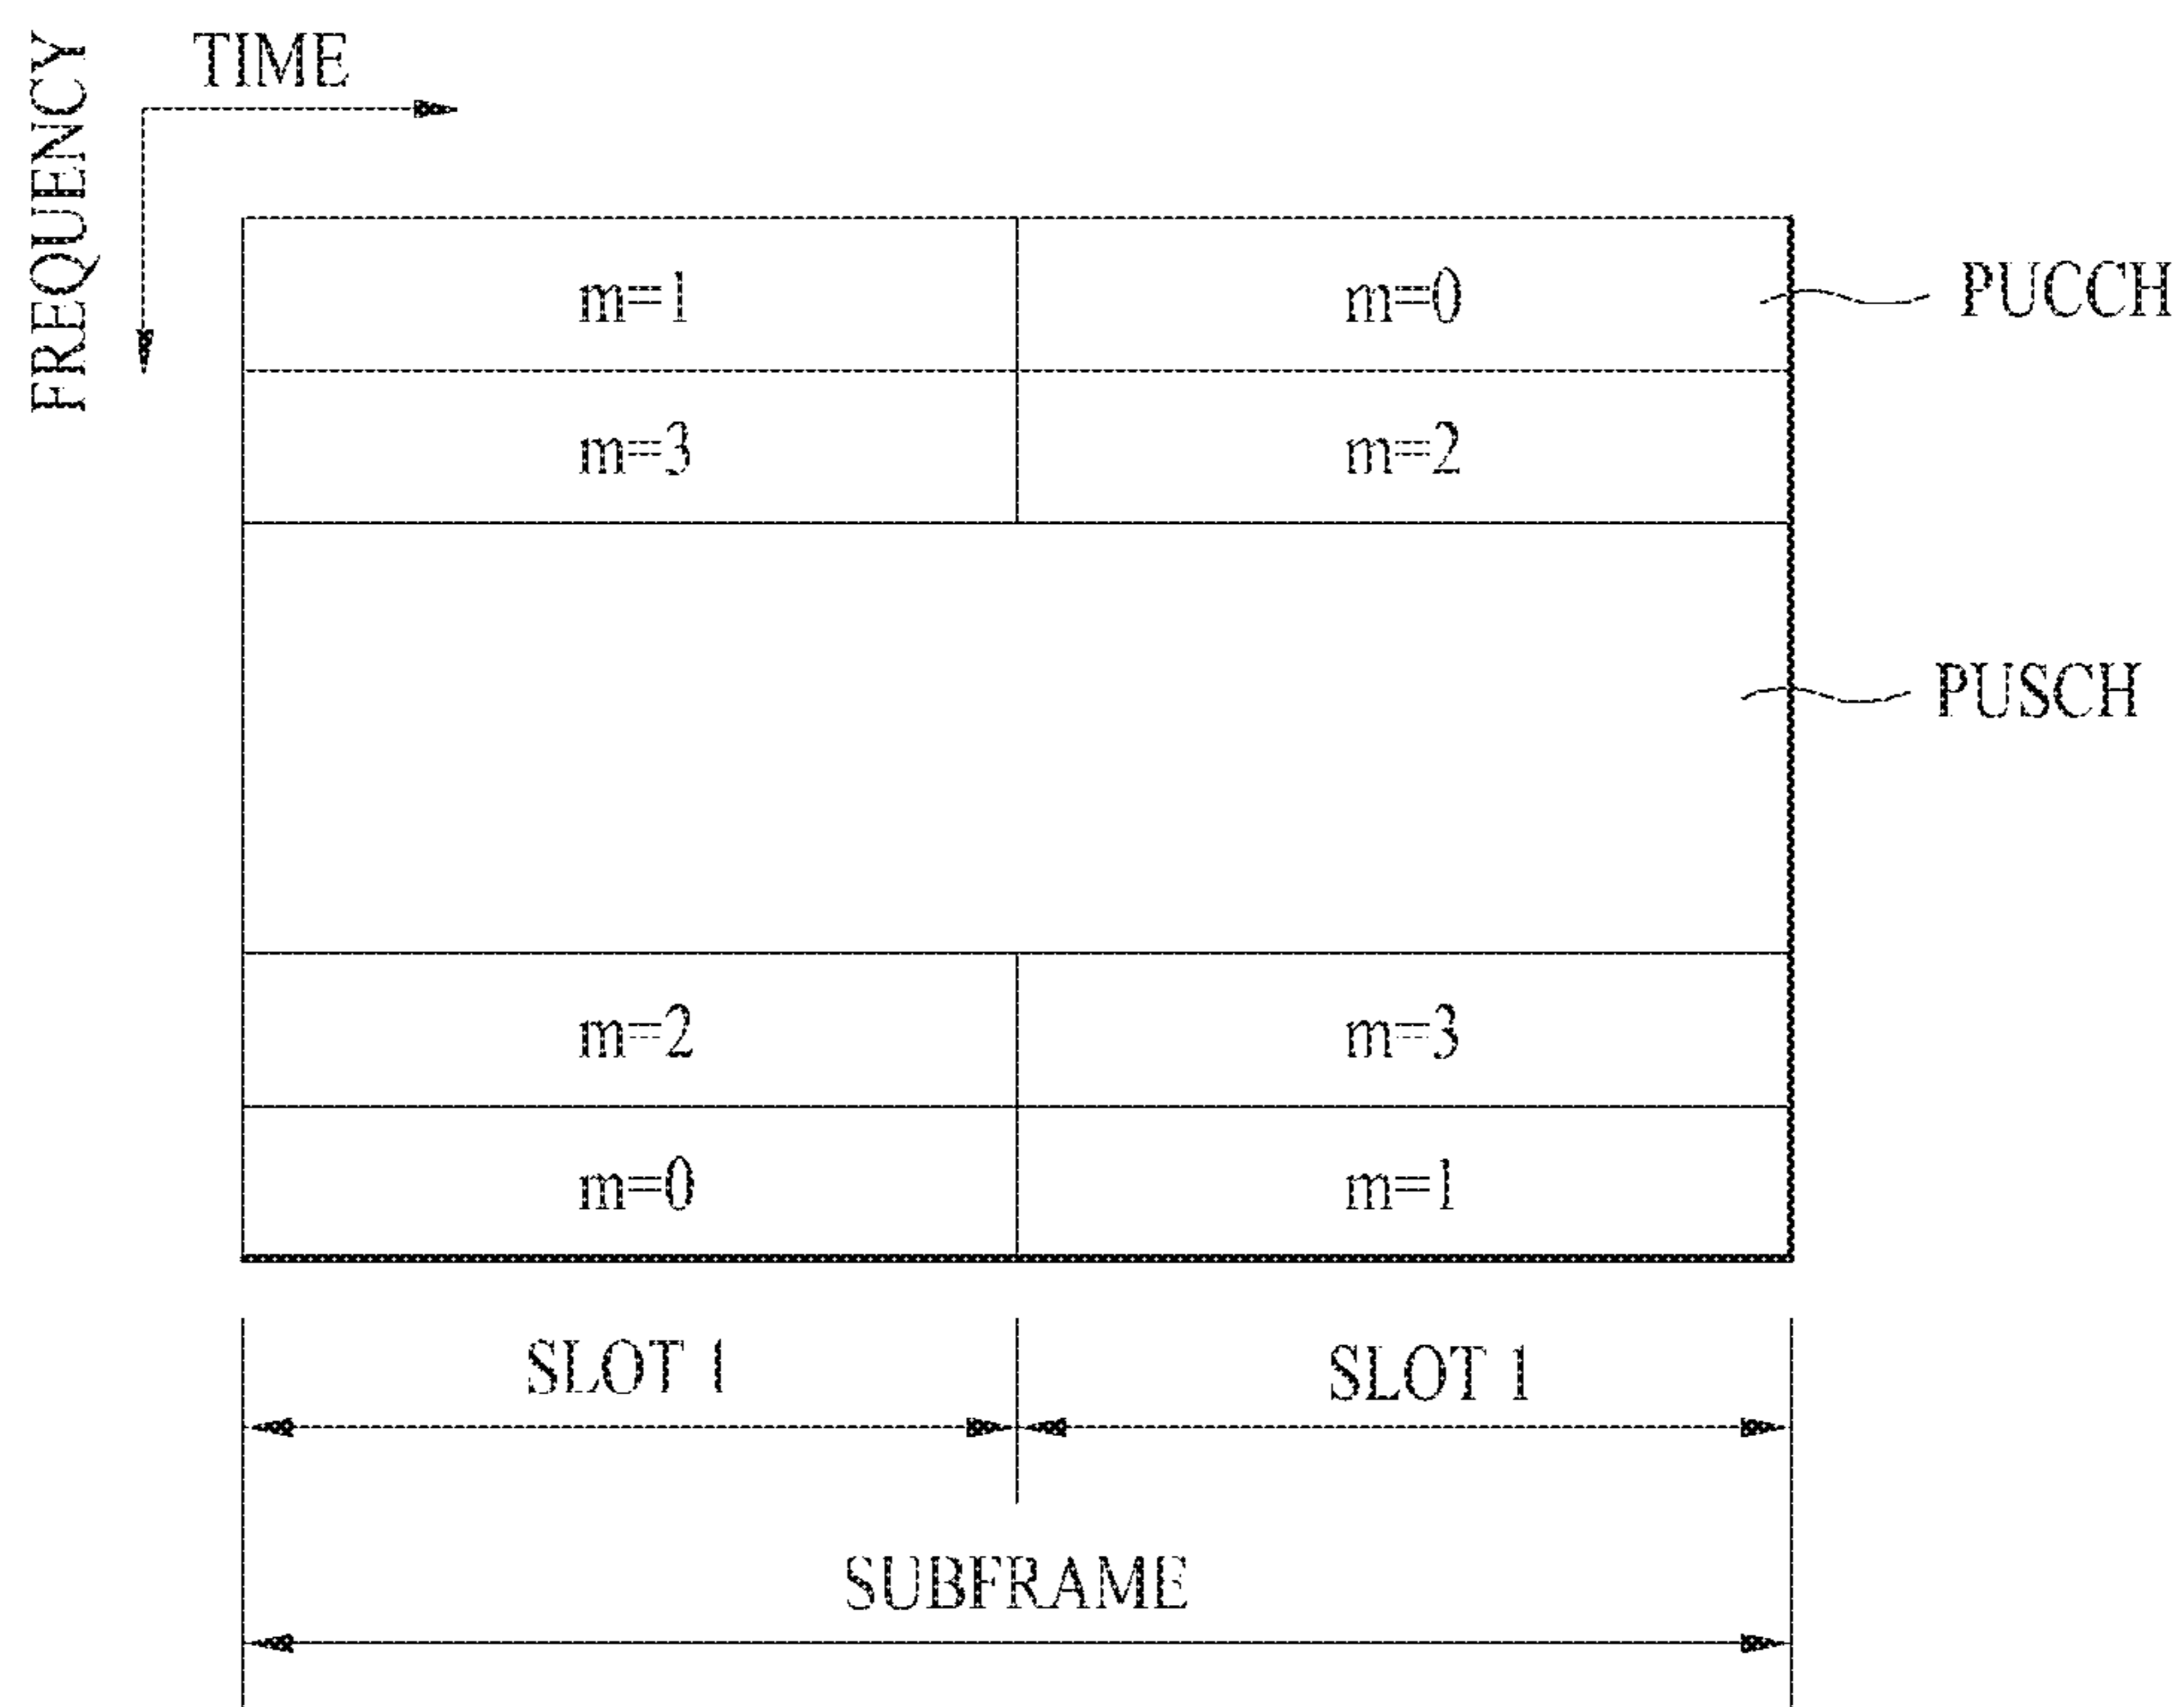 TIME
FREQUENCY
m=1 m=0 PUCCH
m=3 m=2
PUSCH
m=2 m=3
m=0 m=1
SLOT 1 SLOT 1
SUBFRAME